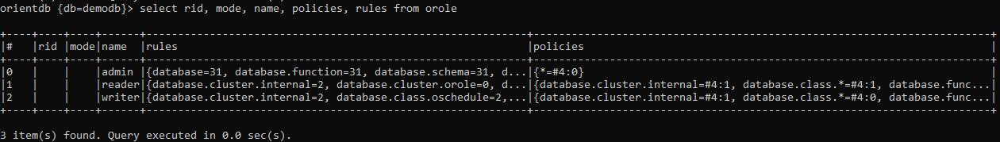 orientdb {db=demodb}> select rid, mode, name, policies, rules from orole
+----+----+----+------+------------------------------------------------------------+------------------------------------------------------------------------+
|#   |rid |mode|name  |rules                                                       |policies                                                                |
+----+----+----+------+------------------------------------------------------------+------------------------------------------------------------------------+
|0   |    |    |admin |{database=31, database.function=31, database.schema=31, d...|{*=#4:0}                                                                |
|1   |    |    |reader|{database.cluster.internal=2, database.cluster.orole=0, d...|{database.cluster.internal=#4:1, database.class.*=#4:1, database.func...|
|2   |    |    |writer|{database.cluster.internal=2, database.class.oschedule=2,...|{database.cluster.internal=#4:1, database.class.*=#4:0, database.func...|
+----+----+----+------+------------------------------------------------------------+------------------------------------------------------------------------+
3 item(s) found. Query executed in 0.0 sec(s).